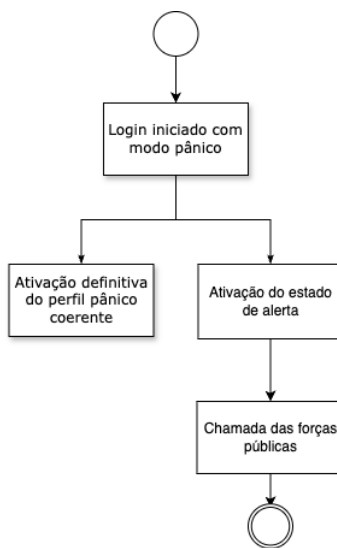 Login iniciado com
modo pânico
Ativação definitiva
do perfil pânico
coerente
Ativação do estado
de alerta
Chamada das forças
públicas